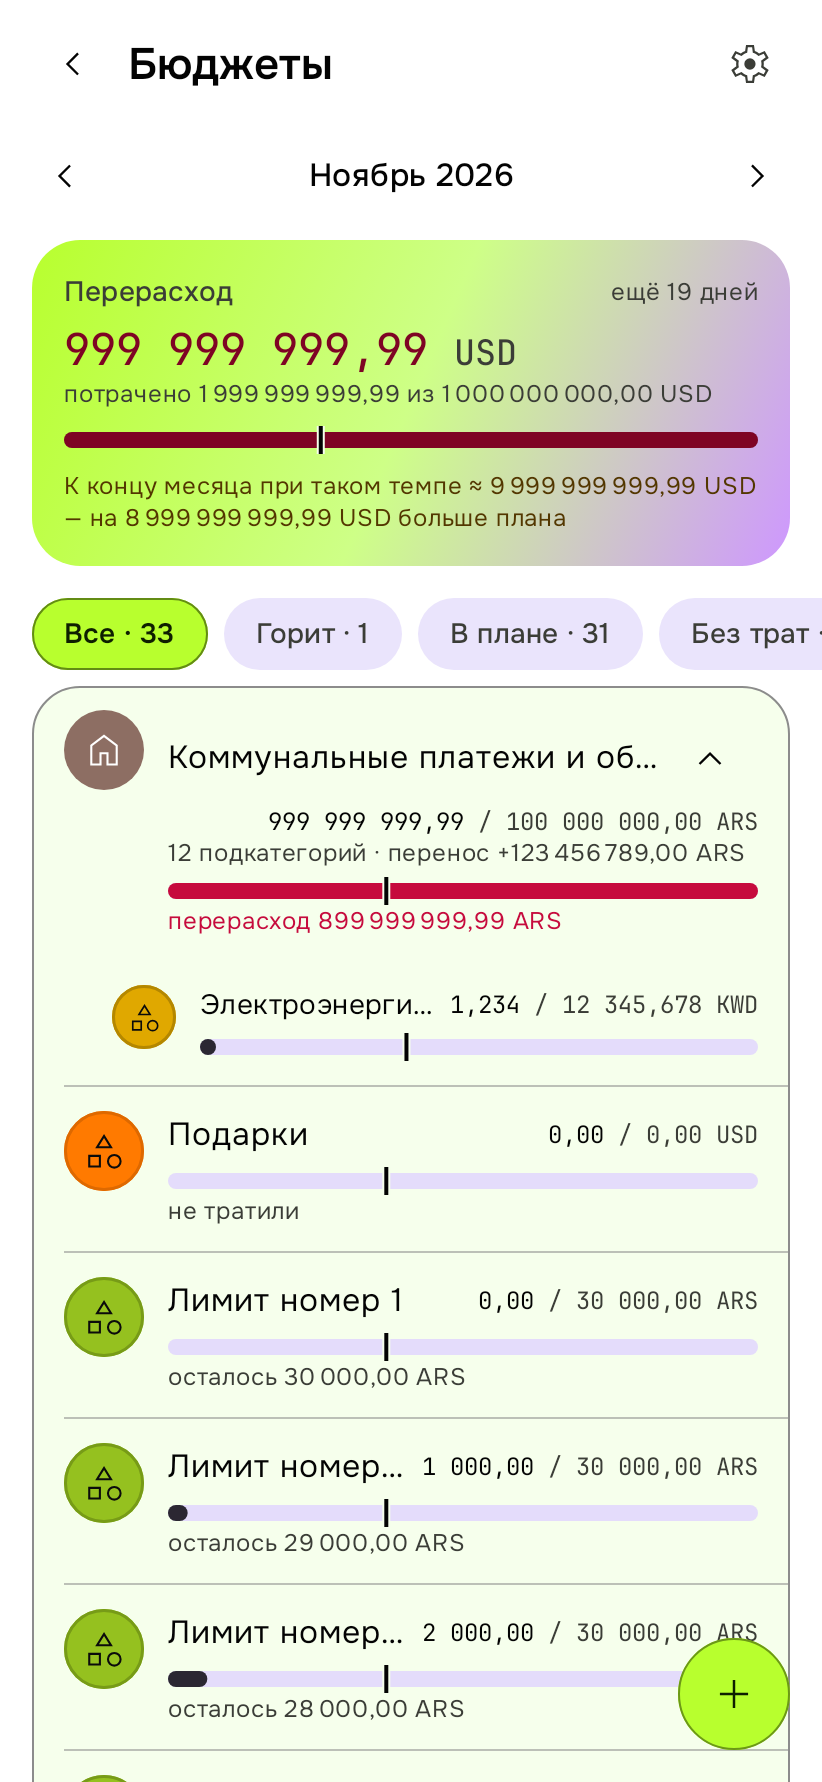 Бюджеты
Ноябрь 2026
Перерасход ещё 19 дней
999 999 999,99 USD
потрачено 1 999 999 999,99 из 1 000 000 000,00 USD
К концу месяца при таком темпе ≈ 9 999 999 999,99 USD
— на 8 999 999 999,99 USD больше плана
Все · 33 Горит · 1 В плане · 31 Без трат ·
Коммунальные платежи и об...
999 999 999,99 / 100 000 000,00 ARS
12 подкатегорий · перенос +123 456 789,00 ARS
перерасход 899 999 999,99 ARS
Электроэнерги... 1,234 / 12 345,678 KWD
Подарки 0,00 / 0,00 USD
не тратили
Лимит номер 1 0,00 / 30 000,00 ARS
осталось 30 000,00 ARS
Лимит номер... 1 000,00 / 30 000,00 ARS
осталось 29 000,00 ARS
Лимит номер... 2 000,00 / 30 000,00 ARS
осталось 28 000,00 ARS